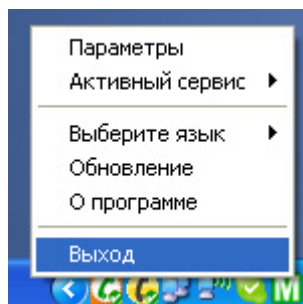 Параметры
Активный сервис
Выберите язык
Обновление
О программе
Выход
M